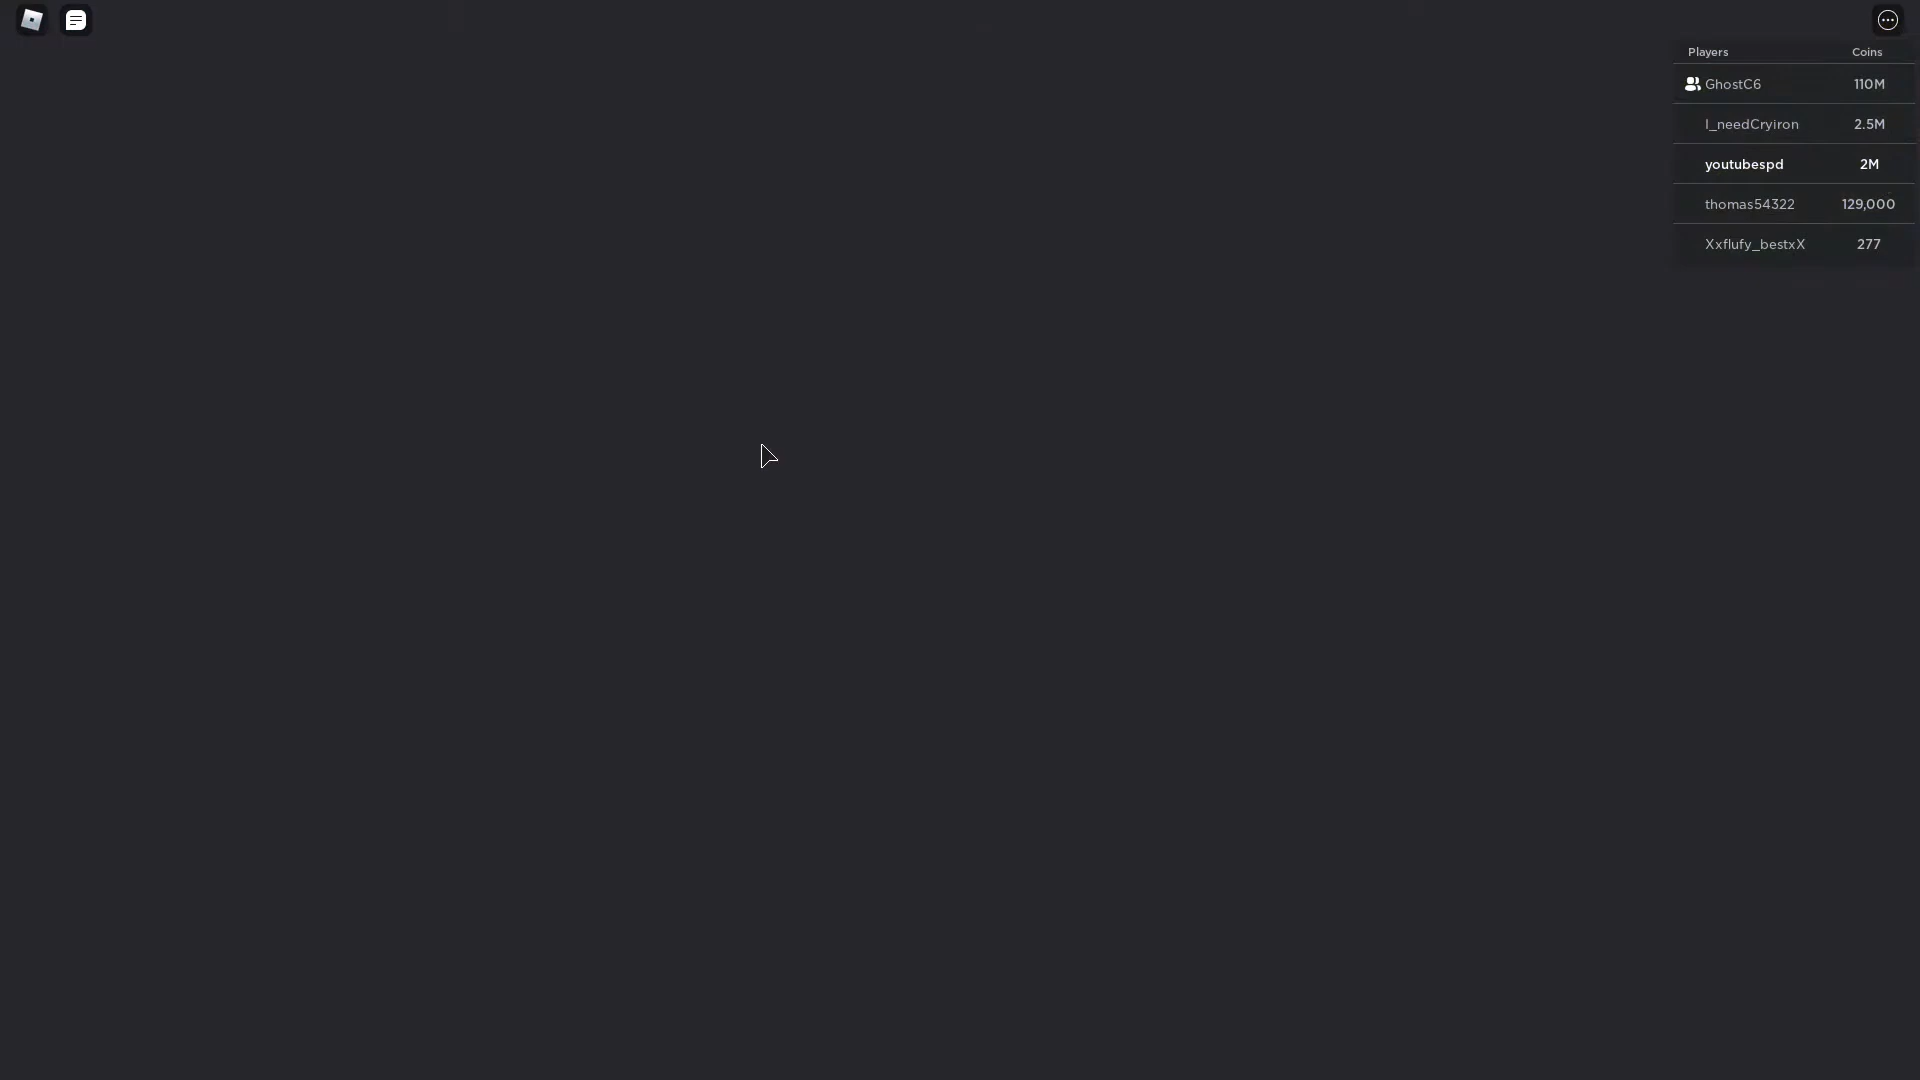 Players Coins
GhostC6 110M
I_needCryiron 2.5M
youtubespd 2M
thomas54322 129,000
Xxflufy_bestxX 277